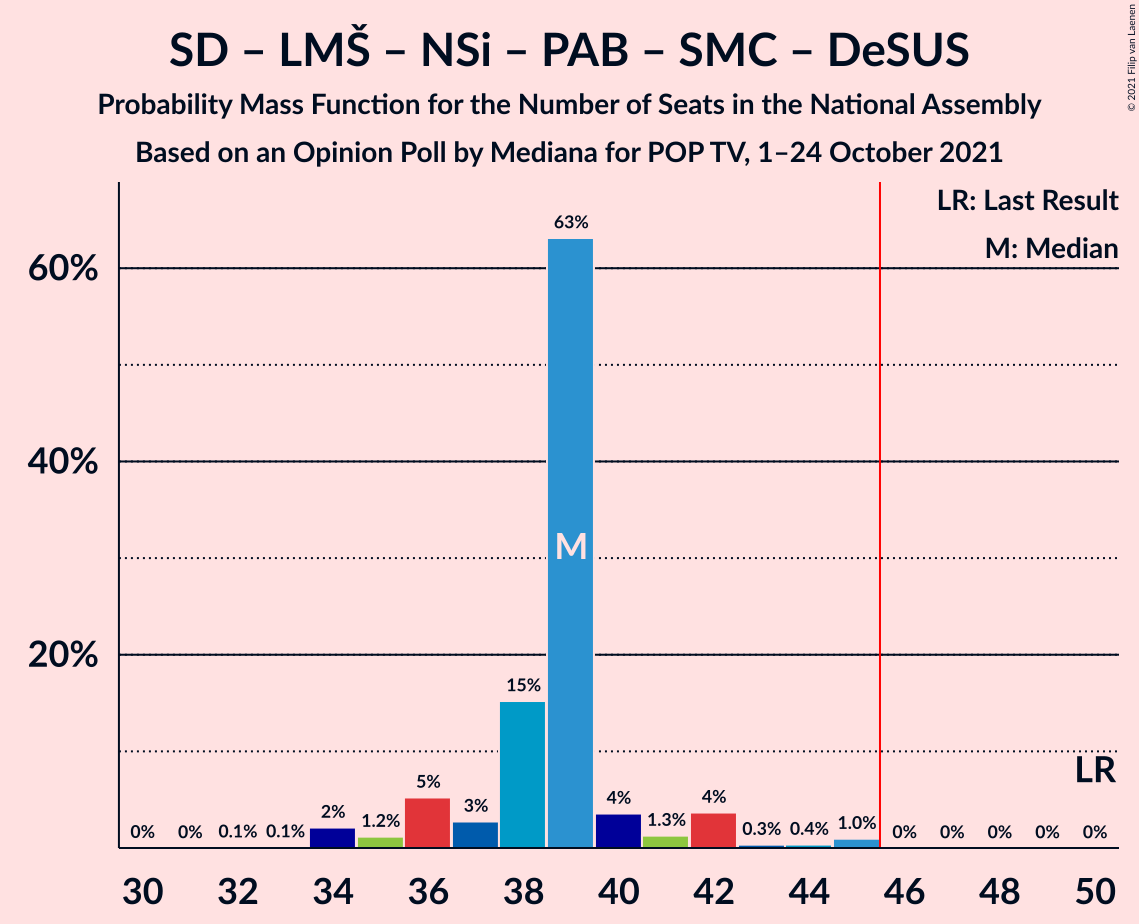 SD – LMŠ – NSi – PAB – SMC – DeSUS
Probability Mass Function for the Number of Seats in the National Assembly
Based on an Opinion Poll by Mediana for POP TV, 1–24 October 2021
© 2021 Filip van Laenen
LR: Last Result
M: Median
60%
40%
20%
0% 0% 0.1% 0.1% 2% 1.2% 5% 3% 15% 63% 4% 1.3% 4% 0.3% 0.4% 1.0% 0% 0% 0% 0% 0%
M
LR
30 32 34 36 38 40 42 44 46 48 50